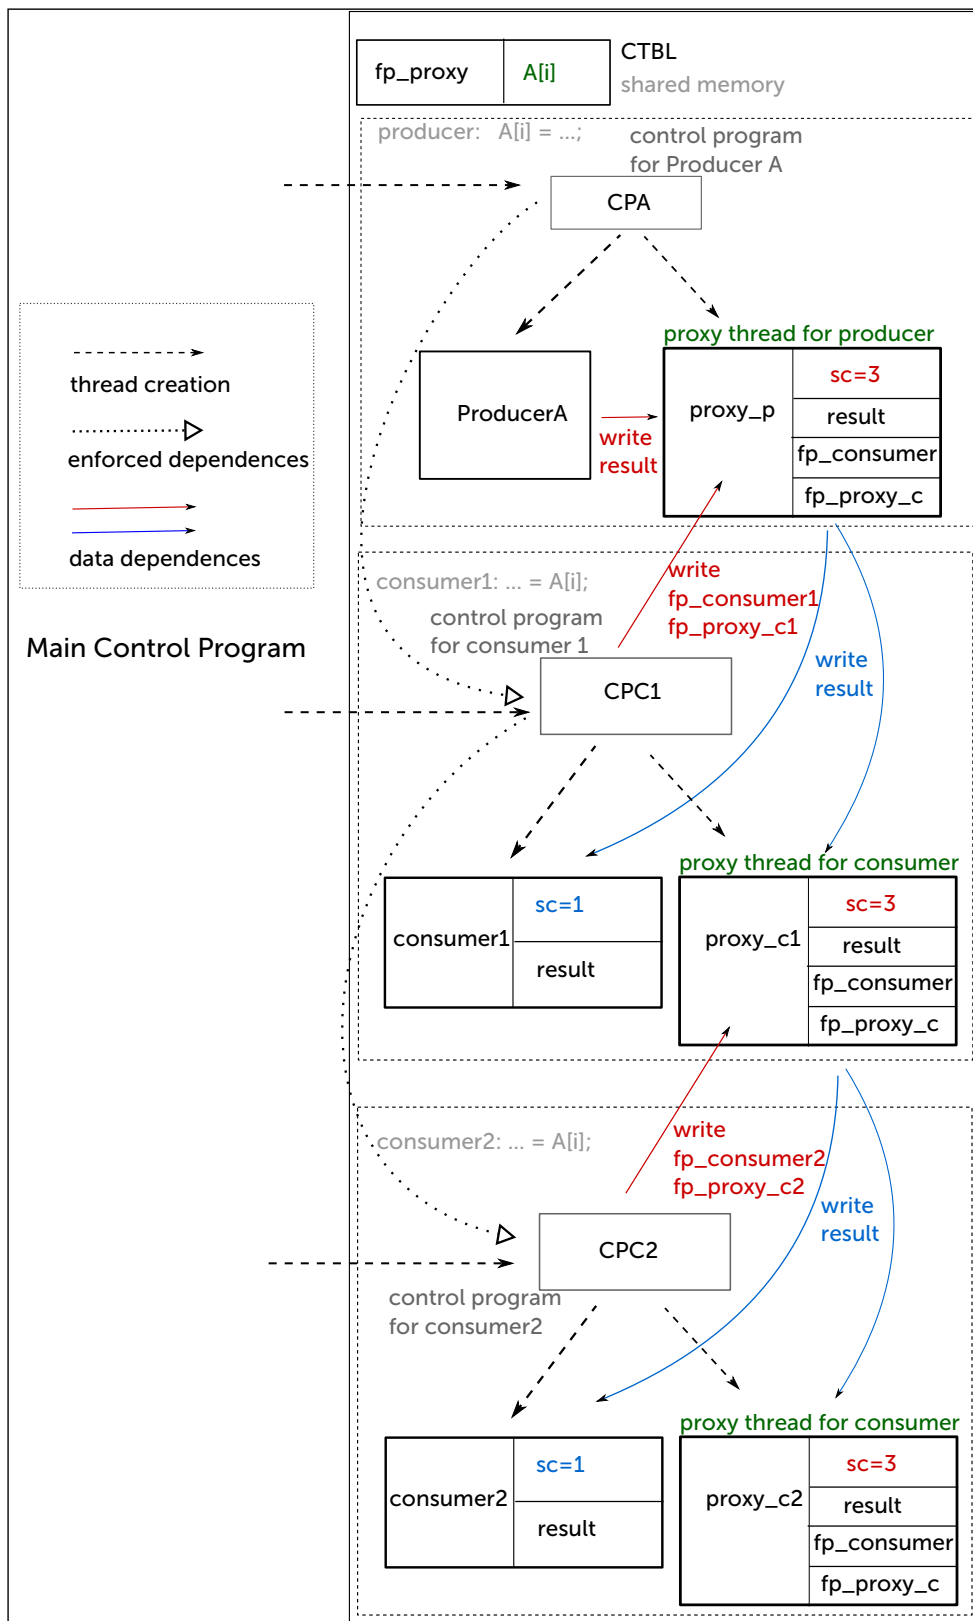 fp_proxy
A[i]
CTBL
shared memory
producer: A[i] = ...;
control program
for Producer A
CPA
thread creation
enforced dependences
data dependences
Main Control Program
proxy thread for producer
ProducerA
write
result
proxy_p
sc=3
result
fp_consumer
fp_proxy_c
consumer1: ... = A[i];
control program
for consumer 1
write
fp_consumer1
fp_proxy_c1
write
result
CPC1
proxy thread for consumer
consumer1
sc=1
result
proxy_c1
sc=3
result
fp_consumer
fp_proxy_c
consumer2: ... = A[i];
write
fp_consumer2
fp_proxy_c2
write
result
CPC2
control program
for consumer2
proxy thread for consumer
consumer2
sc=1
result
proxy_c2
sc=3
result
fp_consumer
fp_proxy_c